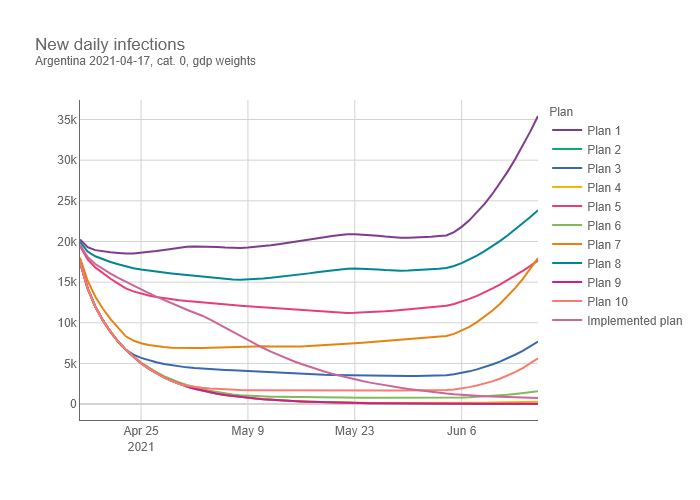 New daily infections
Argentina 2021-04-17, cat. 0, gdp weights
35k
30k
25k
20k
15k
10k
5k
0
Apr 25
2021
May 9
May 23
Jun 6
Plan
Plan 1
Plan 2
Plan 3
Plan 4
Plan 5
Plan 6
Plan 7
Plan 8
Plan 9
Plan 10
Implemented plan